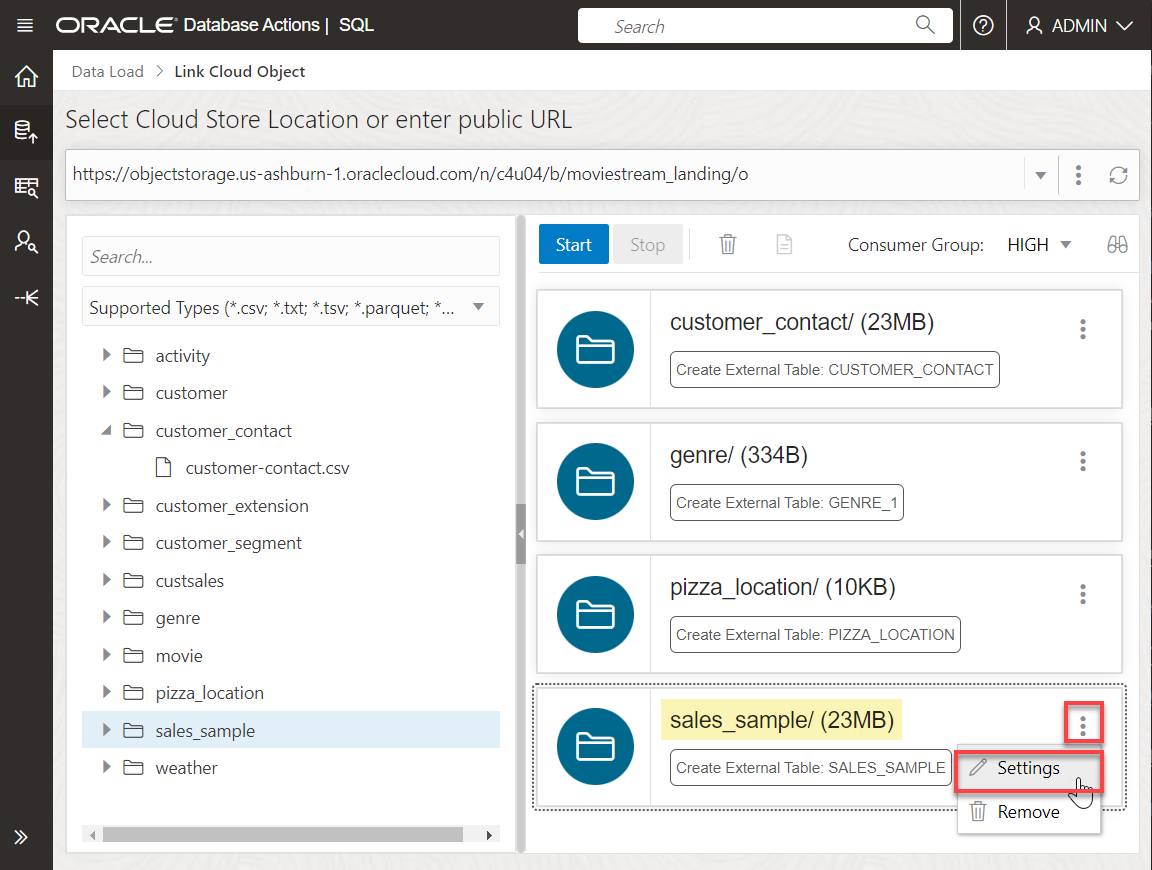 ORACLE® Database Actions | SQL
Search
ADMIN
Data Load > Link Cloud Object
Select Cloud Store Location or enter public URL
https://objectstorage.us-ashburn-1.oraclecloud.com/n/c4u04/b/moviestream_landing/o
Search...
Supported Types (*.csv; *.txt; *.tsv; *.parquet; *...
activity
customer
customer_contact
customer-contact.csv
customer_extension
customer_segment
custsales
genre
movie
pizza_location
sales_sample
weather
Start Stop Consumer Group: HIGH
customer_contact/ (23MB)
Create External Table: CUSTOMER_CONTACT
genre/ (334B)
Create External Table: GENRE_1
pizza_location/ (10KB)
Create External Table: PIZZA_LOCATION
sales_sample/ (23MB)
Create External Table: SALES_SAMPLE
Settings
Remove